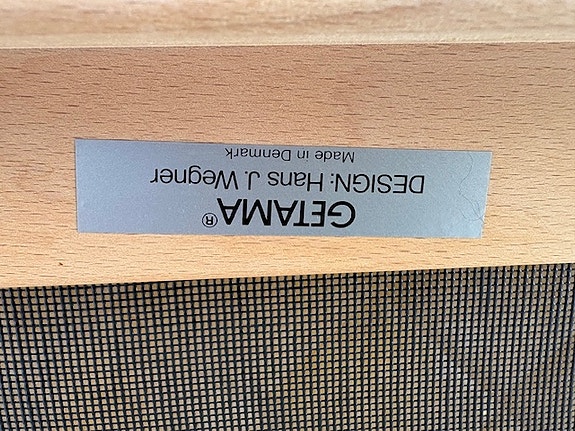 GETAMA®
DESIGN: Hans J. Wegner
Made in Denmark